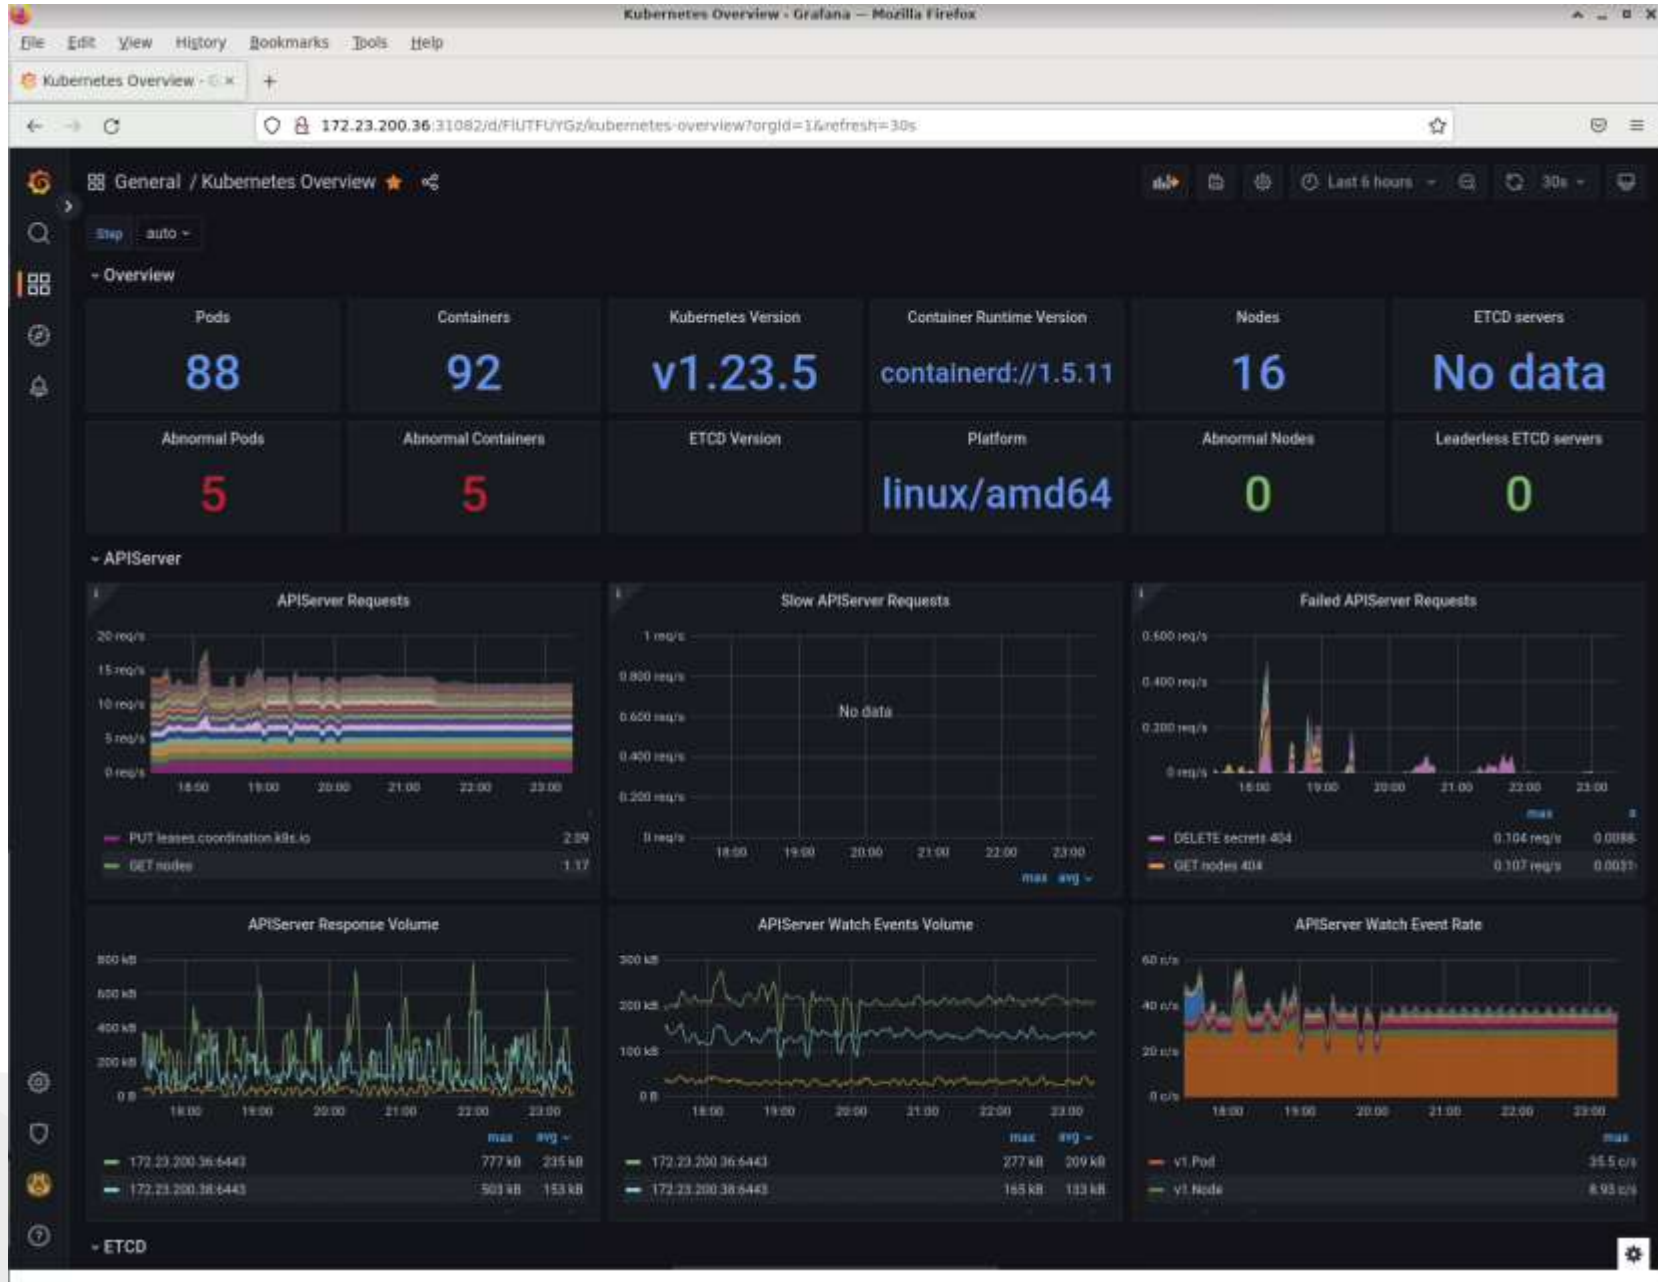 Kubernetes Overview - Grafana — Mozilla Firefox
File Edit View History Bookmarks Tools Help
Kubernetes Overview - G × +
172.23.200.36:31082/d/FlUTFUYGz/kubernetes-overview?orgId=1&refresh=30s
General / Kubernetes Overview Last 6 hours 30s
Step auto
Overview
Pods Containers Kubernetes Version Container Runtime Version Nodes ETCD servers
88 92 v1.23.5 containerd://1.5.11 16 No data
Abnormal Pods Abnormal Containers ETCD Version Platform Abnormal Nodes Leaderless ETCD servers
5 5 linux/amd64 0 0
APIServer
APIServer Requests
20 req/s
15 req/s
10 req/s
5 req/s
0 req/s
18:00 19:00 20:00 21:00 22:00 23:00
PUT leases.coordination.k8s.io 2.09
GET nodes 1.17
Slow APIServer Requests
1 req/s
0.800 req/s
No data
0.600 req/s
0.400 req/s
0.200 req/s
0 req/s
18:00 19:00 20:00 21:00 22:00 23:00
max avg
Failed APIServer Requests
0.600 req/s
0.400 req/s
0.200 req/s
0 req/s
18:00 19:00 20:00 21:00 22:00 23:00
max
DELETE secrets 404 0.104 req/s
GET nodes 404 0.107 req/s
APIServer Response Volume
800 kB
600 kB
400 kB
200 kB
0 B
18:00 19:00 20:00 21:00 22:00 23:00
max avg
172.23.200.36:6443 777 kB 235 kB
172.23.200.38:6443 503 kB 153 kB
APIServer Watch Events Volume
300 kB
200 kB
100 kB
0 B
18:00 19:00 20:00 21:00 22:00 23:00
max avg
172.23.200.36:6443 277 kB 209 kB
172.23.200.38:6443 165 kB 133 kB
APIServer Watch Event Rate
60 c/s
40 c/s
20 c/s
0 c/s
18:00 19:00 20:00 21:00 22:00 23:00
max
v1.Pod 35.5 c/s
v1.Node 8.93 c/s
ETCD